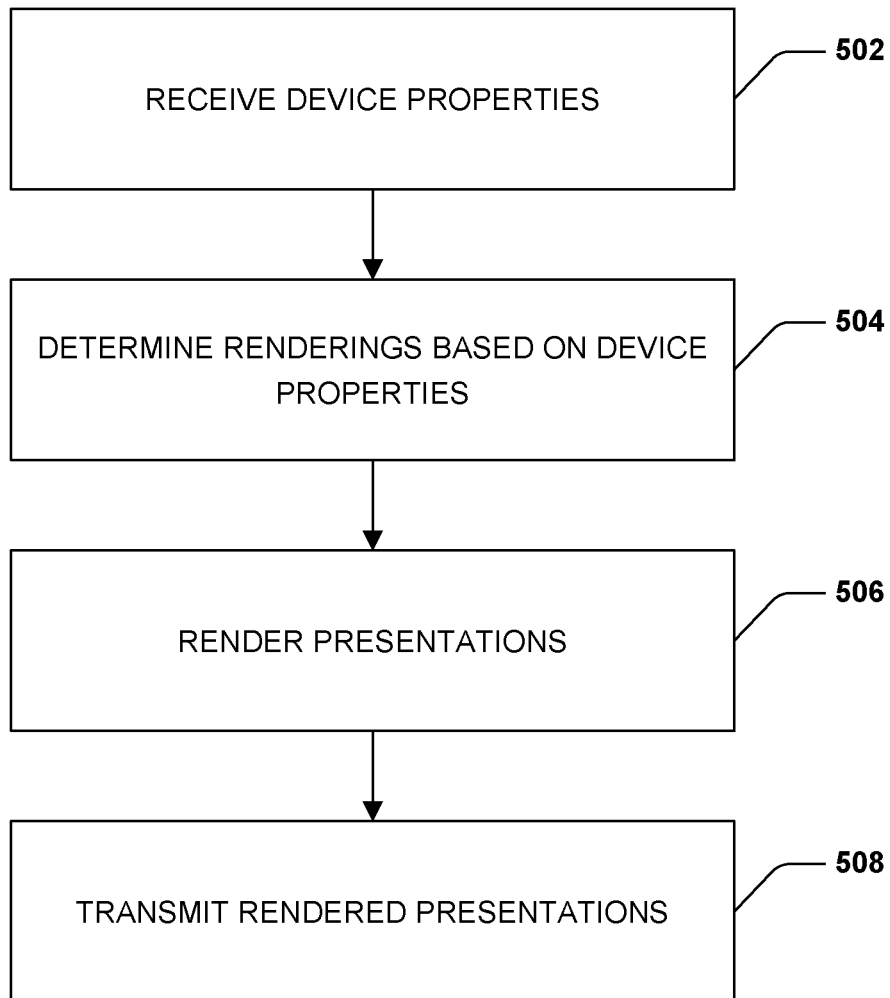 RECEIVE DEVICE PROPERTIES
502
DETERMINE RENDERINGS BASED ON DEVICE
PROPERTIES
504
RENDER PRESENTATIONS
506
TRANSMIT RENDERED PRESENTATIONS
508